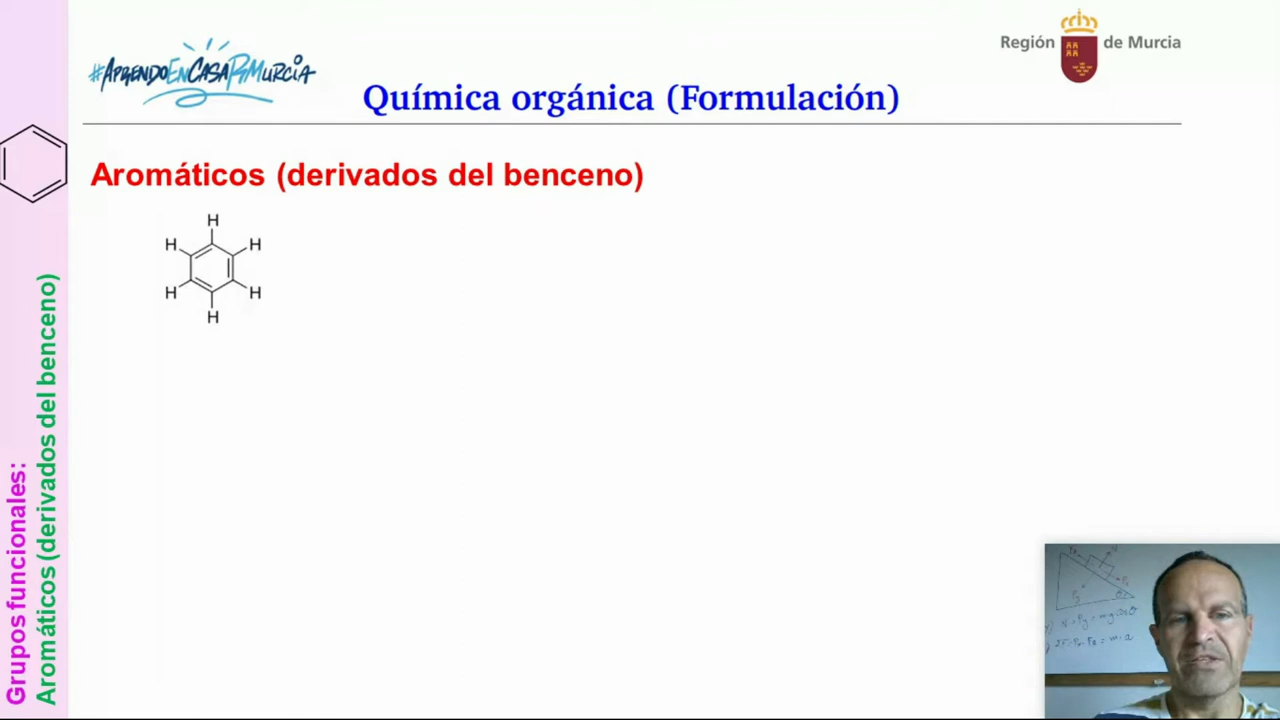 #AprendoEnCasaRMurcia
Región de Murcia
Química orgánica (Formulación)
Aromáticos (derivados del benceno)
H
H H
H H
H
Grupos funcionales:
Aromáticos (derivados del benceno)